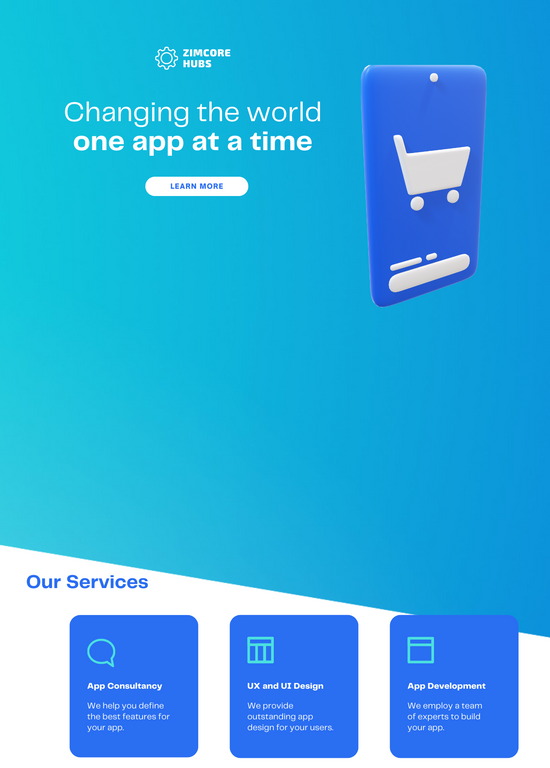 ZIMCORE
HUBS
Changing the world
one app at a time
LEARN MORE
Our Services
App Consultancy
We help you define
the best features for
your app.
UX and UI Design
We provide
outstanding app
design for your users.
App Development
We employ a team
of experts to build
your app.